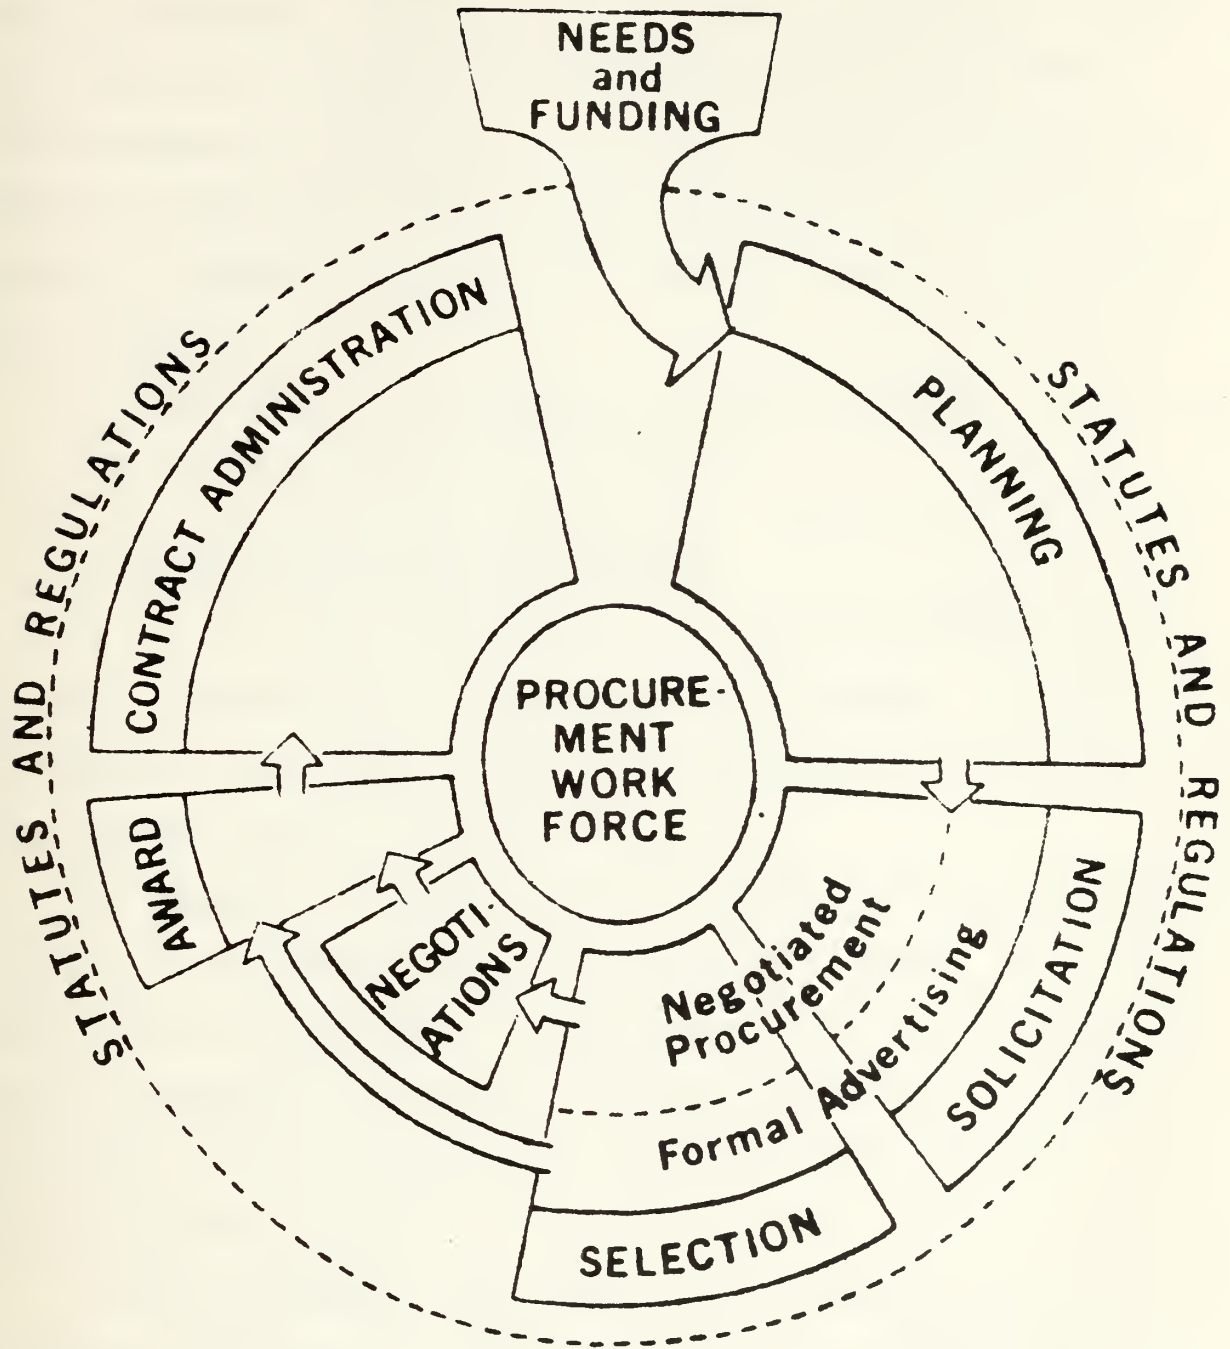 NEEDS
and
FUNDING
STATUTES AND REGULATIONS
STATUTES AND REGULATIONS
CONTRACT ADMINISTRATION
PLANNING
PROCURE-
MENT
WORK
FORCE
AWARD
NEGOTI-
ATIONS
Negotiated
Procurement
Formal Advertising
SOLICITATION
SELECTION